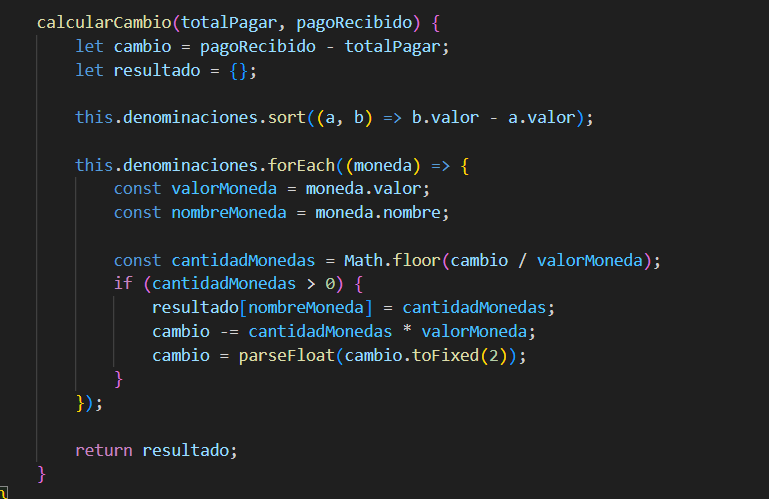 calcularCambio(totalPagar, pagoRecibido) {
    let cambio = pagoRecibido - totalPagar;
    let resultado = {};

    this.denominaciones.sort((a, b) => b.valor - a.valor);

    this.denominaciones.forEach((moneda) => {
        const valorMoneda = moneda.valor;
        const nombreMoneda = moneda.nombre;

        const cantidadMonedas = Math.floor(cambio / valorMoneda);
        if (cantidadMonedas > 0) {
            resultado[nombreMoneda] = cantidadMonedas;
            cambio -= cantidadMonedas * valorMoneda;
            cambio = parseFloat(cambio.toFixed(2));
        }
    });

    return resultado;
}
}